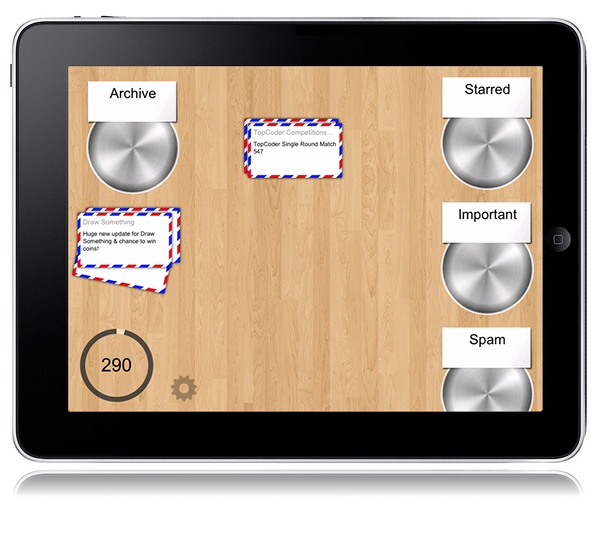 Archive
Starred
TopCoder Competitions...
TopCoder Single Round Match
547
Important
Draw Something
Huge new update for Draw
Something & chance to win
coins!
Spam
290